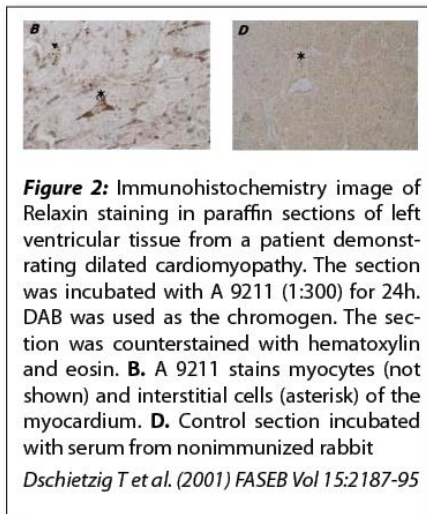 B
D
*
*
Figure 2: Immunohistochemistry image of
Relaxin staining in paraffin sections of left
ventricular tissue from a patient demonst-
rating dilated cardiomyopathy. The section
was incubated with A 9211 (1:300) for 24h.
DAB was used as the chromogen. The sec-
tion was counterstained with hematoxylin
and eosin. B. A 9211 stains myocytes (not
shown) and interstitial cells (asterisk) of the
myocardium. D. Control section incubated
with serum from nonimmunized rabbit
Dschietzig T et al. (2001) FASEB Vol 15:2187-95